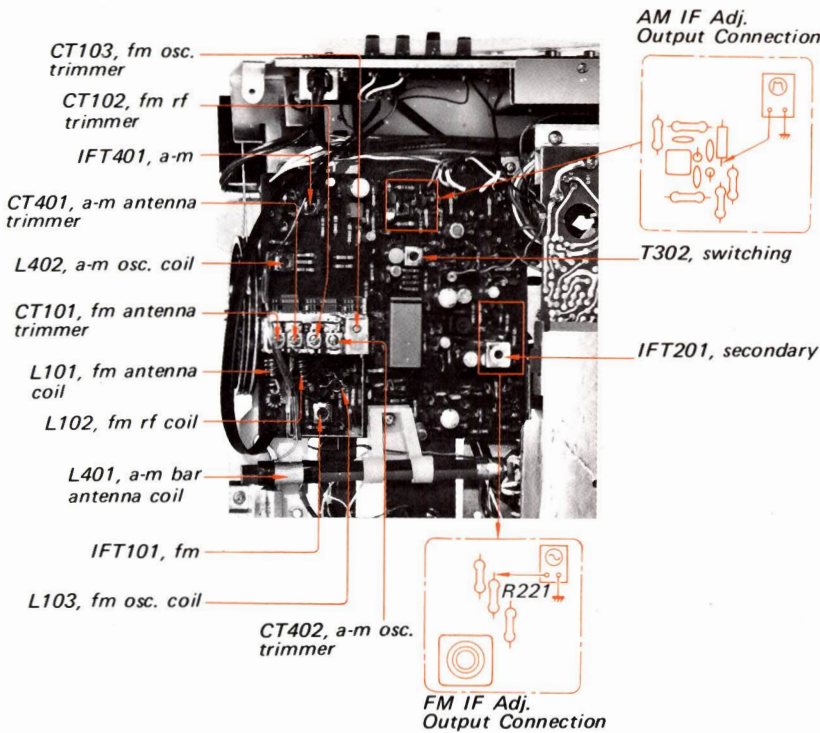 AM IF Adj.
Output Connection
CT103, fm osc.
trimmer
CT102, fm rf
trimmer
IFT401, a-m
CT401, a-m antenna
trimmer
L402, a-m osc. coil
CT101, fm antenna
trimmer
L101, fm antenna
coil
L102, fm rf coil
L401, a-m bar
antenna coil
IFT101, fm
L103, fm osc. coil
CT402, a-m osc.
trimmer
T302, switching
IFT201, secondary
R221
FM IF Adj.
Output Connection